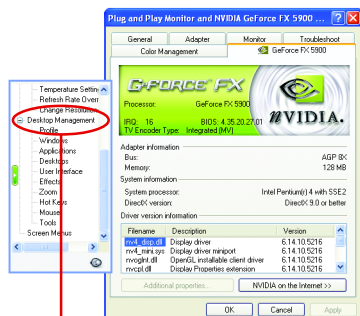 Plug and Play Monitor and NVIDIA GeForce FX 5900 ...
General Adapter Monitor Troubleshoot
Color Management GeForce FX 5900
GEFORCE FX
Processor: GeForce FX 5900
IRQ: 16 BIOS: 4.35.20.27.01
TV Encoder Type: Integrated (MV)
NVIDIA.
Adapter information
Bus: AGP 8X
Memory: 128 MB
System information
System processor: Intel Pentium(r) 4 with SSE2
DirectX version: DirectX 9.0 or better
Driver version information
Filename Description Version
nv4_disp.dll Display driver 6.14.10.5216
nv4_mini.sys Display driver miniport 6.14.10.5216
nvoglnt.dll OpenGL installable client driver 6.14.10.5216
nvcpl.dll Display Properties extension 6.14.10.5216
Additional properties... NVIDIA on the Internet >>
OK Cancel Apply
Temperature Settin
Refresh Rate Overr
Change Resolution
Desktop Management
Profile
Windows
Applications
Desktops
User Interface
Effects
Zoom
Hot Keys
Mouse
Tools
Screen Menus